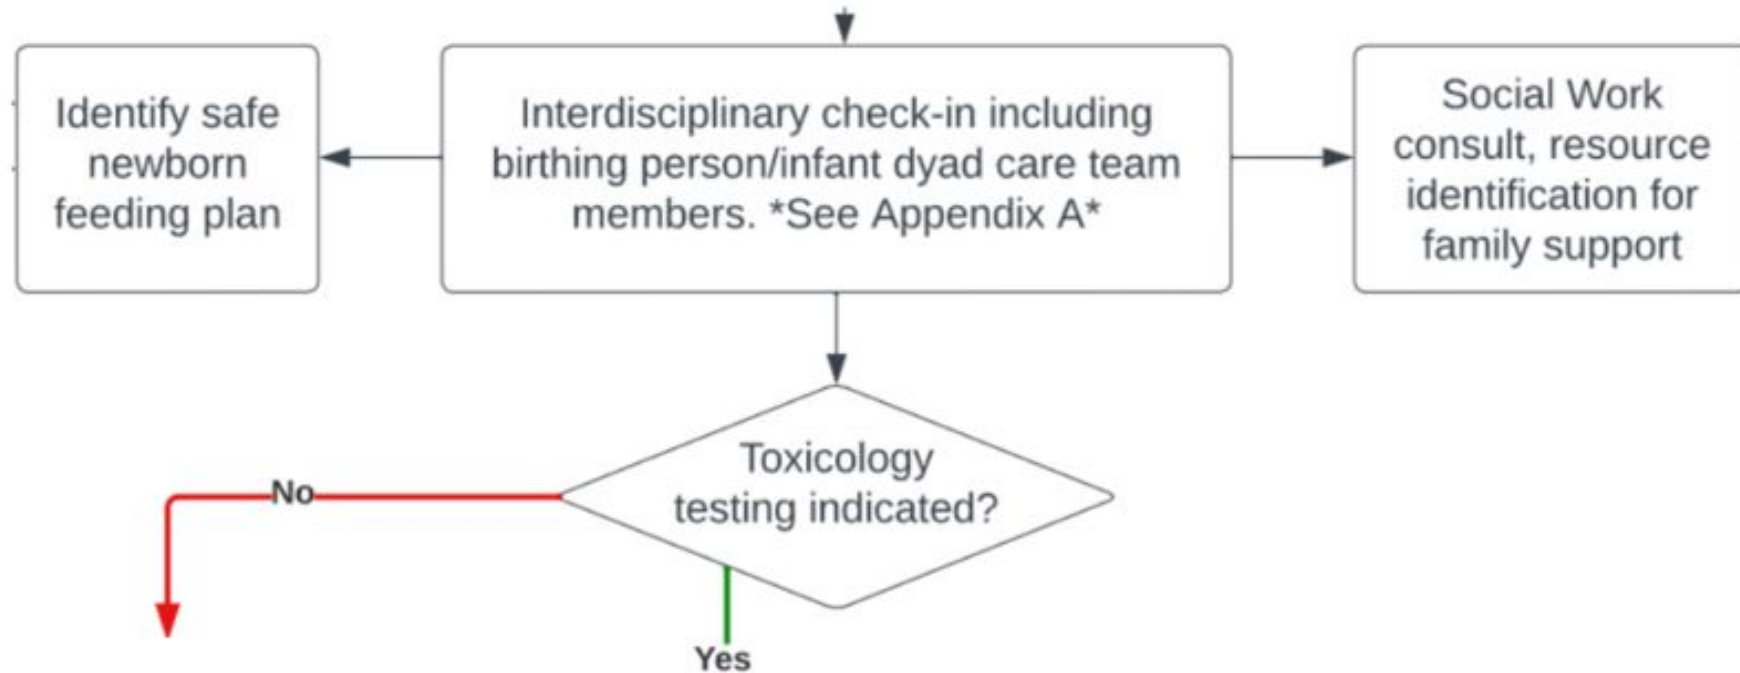 Identify safe
newborn
feeding plan
Interdisciplinary check-in including
birthing person/infant dyad care team
members. *See Appendix A*
Social Work
consult, resource
identification for
family support
Toxicology
testing indicated?
No
Yes